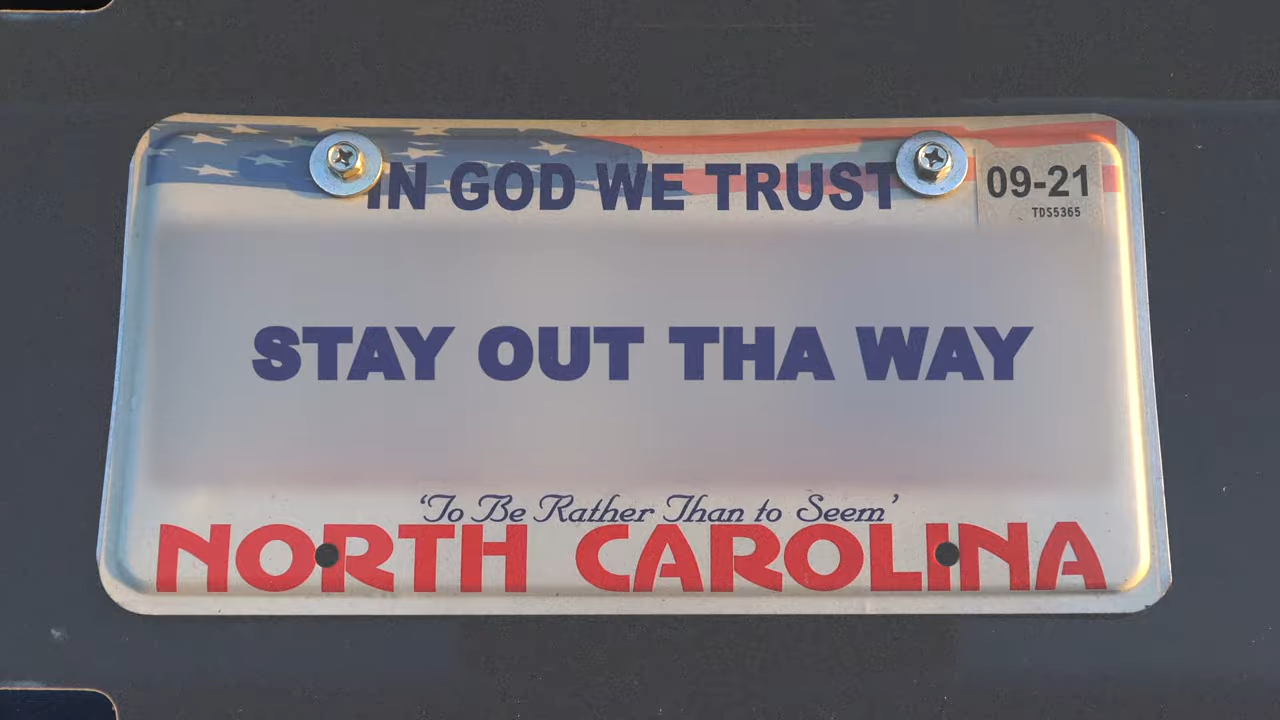 IN GOD WE TRUST
09-21
TDS5365
STAY OUT THA WAY
‘To Be Rather Than to Seem’
NORTH CAROLINA